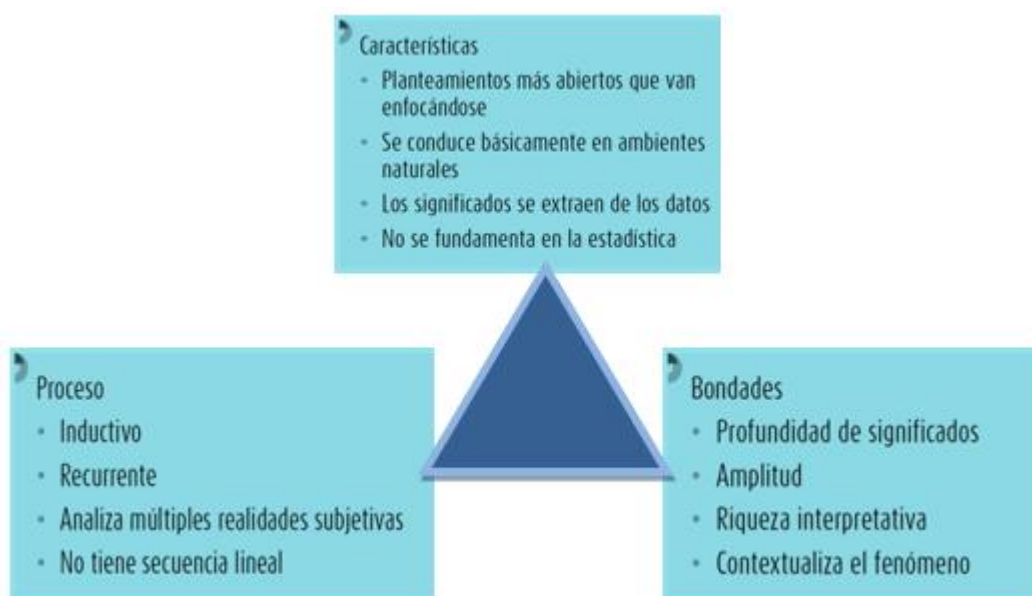 Características
• Planteamientos más abiertos que van
enfocándose
• Se conduce básicamente en ambientes
naturales
• Los significados se extraen de los datos
• No se fundamenta en la estadística
Proceso
• Inductivo
• Recurrente
• Analiza múltiples realidades subjetivas
• No tiene secuencia lineal
Bondades
• Profundidad de significados
• Amplitud
• Riqueza interpretativa
• Contextualiza el fenómeno